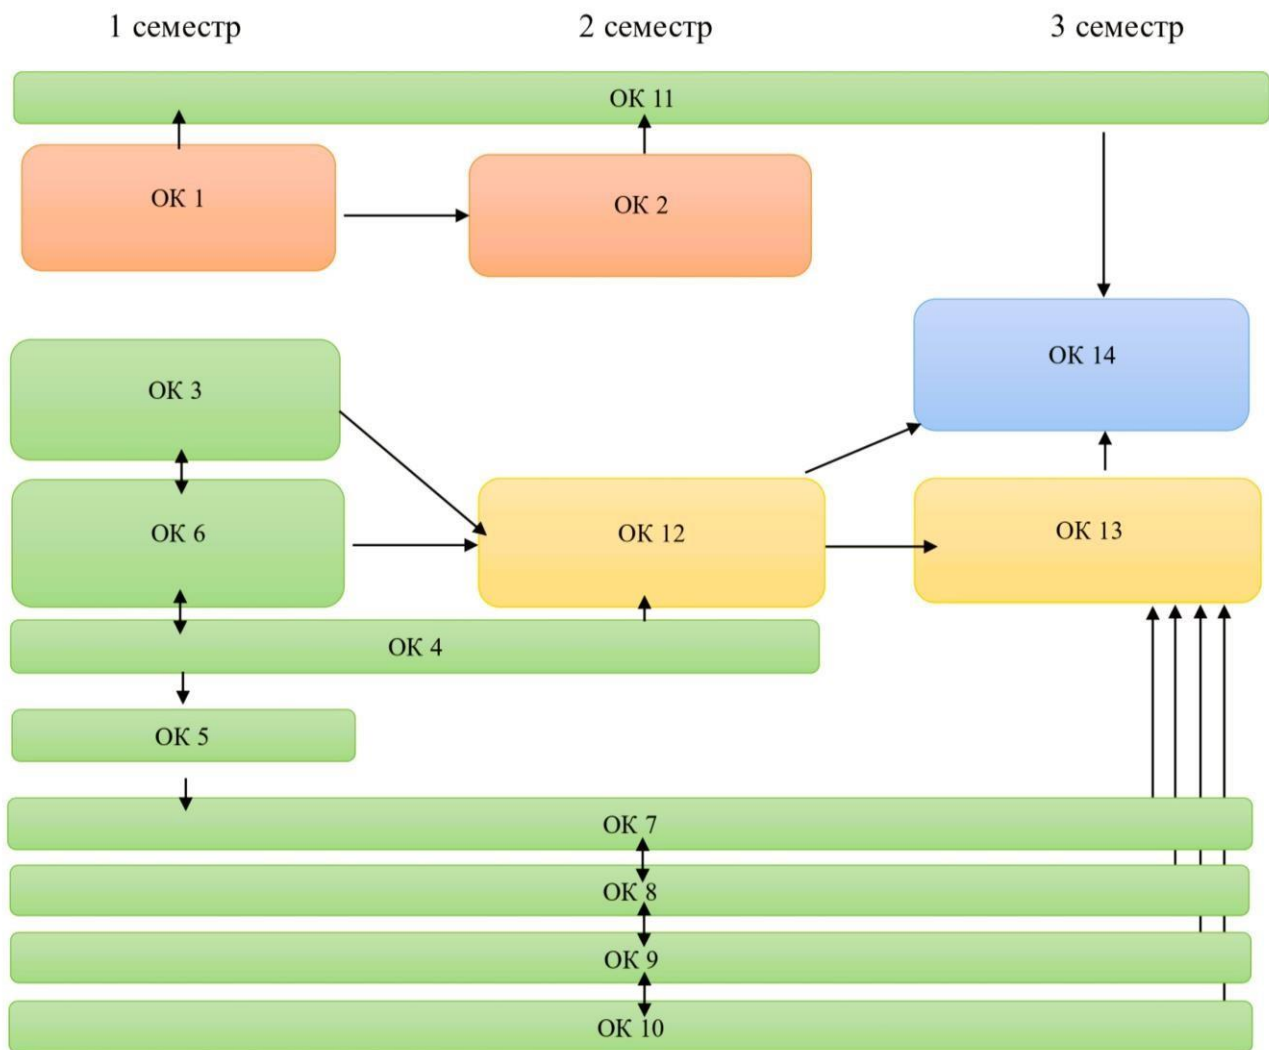 1 семестр
2 семестр
3 семестр
ОК 11
ОК 1
ОК 2
ОК 14
ОК 3
ОК 6
ОК 12
ОК 13
ОК 4
ОК 5
ОК 7
ОК 8
ОК 9
ОК 10